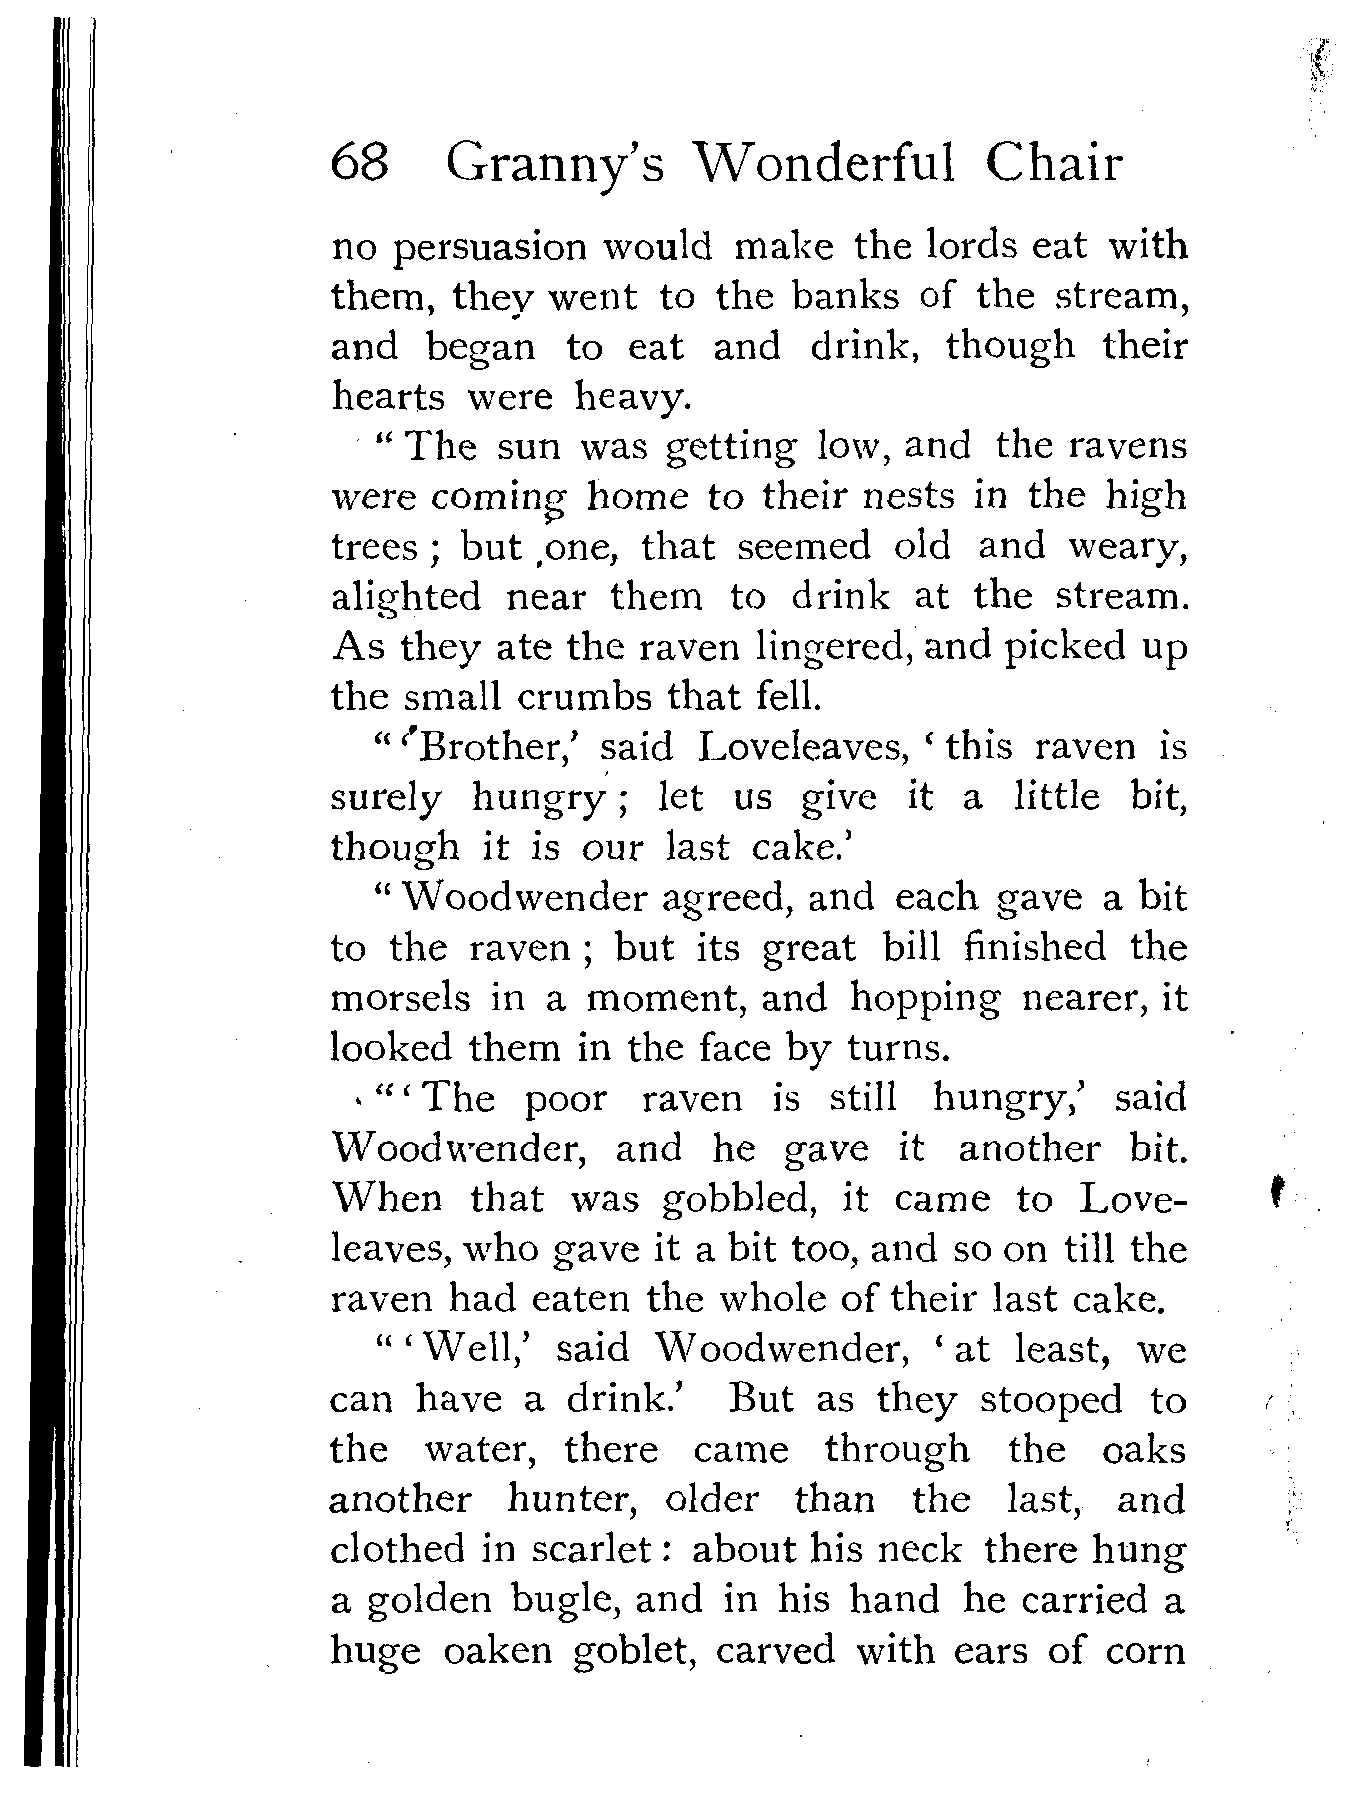 68 Granny's Wonderful Chair
no persuasion would make the lords eat with
them, they went to the banks of the stream,
and began to eat and drink, though their
hearts were heavy.
" The sun was getting low, and the ravens
were coming home to their nests in the high
trees ; but one, that seemed old and weary,
alighted near them to drink at the stream.
As they ate the raven lingered, and picked up
the small crumbs that fell.
" 'Brother,' said Loveleaves, ' this raven is
surely hungry ; let us give it a little bit,
though it is our last cake.'
" Woodwender agreed, and each gave a bit
to the raven ; but its great bill finished the
morsels in a moment, and hopping nearer, it
looked them in the face by turns.
" ' The poor raven is still hungry,' said
Woodwender, and he gave it another bit.
When that was gobbled, it came to Love-
leaves, who gave it a bit too, and so on till the
raven had eaten the whole of their last cake.
" ' Well,' said Woodwender, ' at least, we
can have a drink.' But as they stooped to
the water, there came through the oaks
another hunter, older than the last, and
clothed in scarlet : about his neck there hung
a golden bugle, and in his hand he carried a
huge oaken goblet, carved with ears of corn